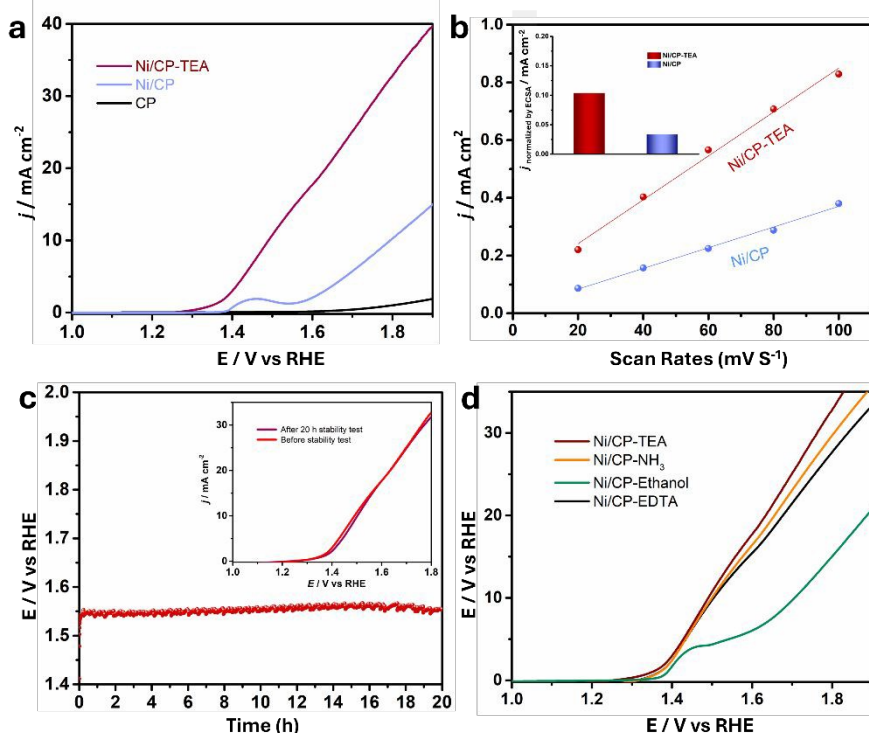 a
40
30
20
10
0
j / mA cm-2
Ni/CP-TEA
Ni/CP
CP
1.0 1.2 1.4 1.6 1.8
E / V vs RHE
b
1.0
0.8
0.6
0.4
0.2
0.0
j / mA cm2
j normalized by ECSA / mA cm-2
0.20
0.15
0.10
0.05
0.00
Ni/CP-TEA
Ni/CP
Ni/CP-TEA
Ni/CP
0 20 40 60 80 100
Scan Rates (mV S-1)
c
2.0
1.9
1.8
1.7
1.6
1.5
1.4
E / V vs RHE
j / mA cm-2
30
20
10
0
After 20 h stability test
Before stability test
1.0 1.2 1.4 1.6 1.8
E / V vs RHE
0 2 4 6 8 10 12 14 16 18 20
Time (h)
d
30
20
10
0
j / mA cm-2
Ni/CP-TEA
Ni/CP-NH3
Ni/CP-Ethanol
Ni/CP-EDTA
1.0 1.2 1.4 1.6 1.8
E / V vs RHE